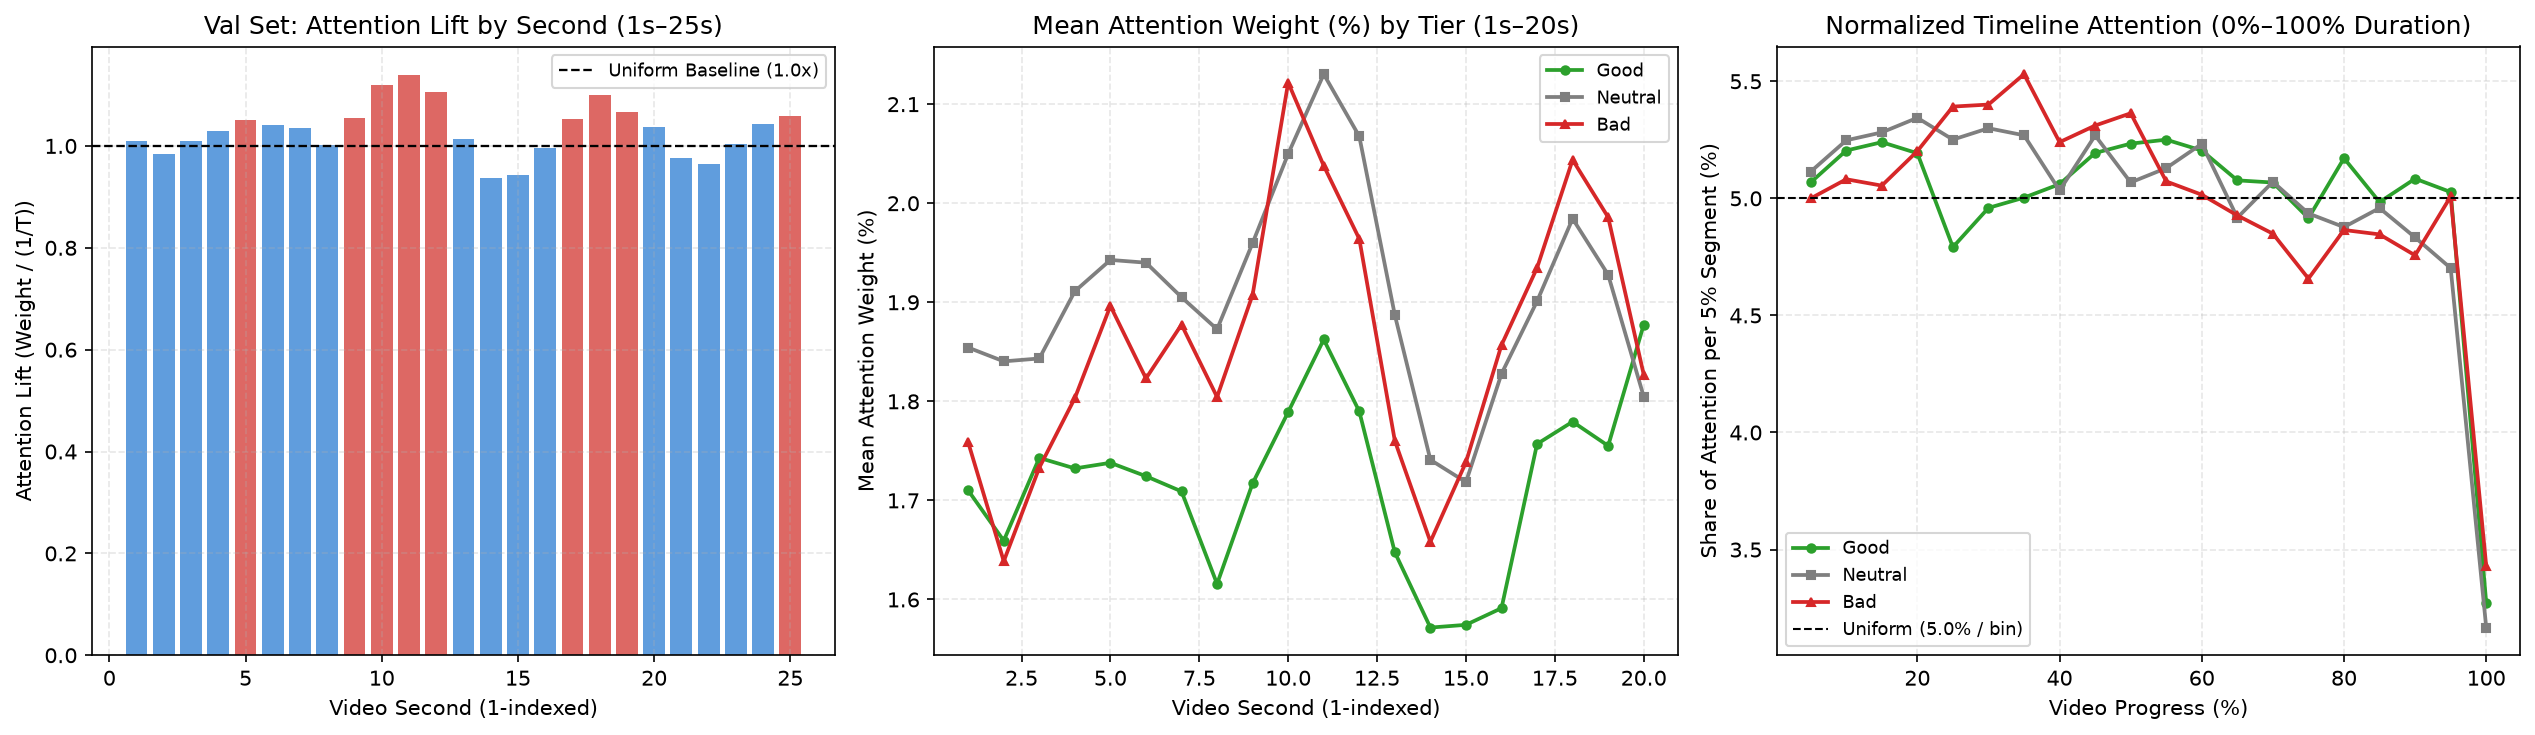 Val Set: Attention Lift by Second (1s–25s)
Attention Lift (Weight / (1/T))
1.0
0.8
0.6
0.4
0.2
0.0
Uniform Baseline (1.0x)
0 5 10 15 20 25
Video Second (1-indexed)
Mean Attention Weight (%) by Tier (1s–20s)
Mean Attention Weight (%)
2.1
2.0
1.9
1.8
1.7
1.6
Good
Neutral
Bad
2.5 5.0 7.5 10.0 12.5 15.0 17.5 20.0
Video Second (1-indexed)
Normalized Timeline Attention (0%–100% Duration)
Share of Attention per 5% Segment (%)
5.5
5.0
4.5
4.0
3.5
Good
Neutral
Bad
Uniform (5.0% / bin)
20 40 60 80 100
Video Progress (%)